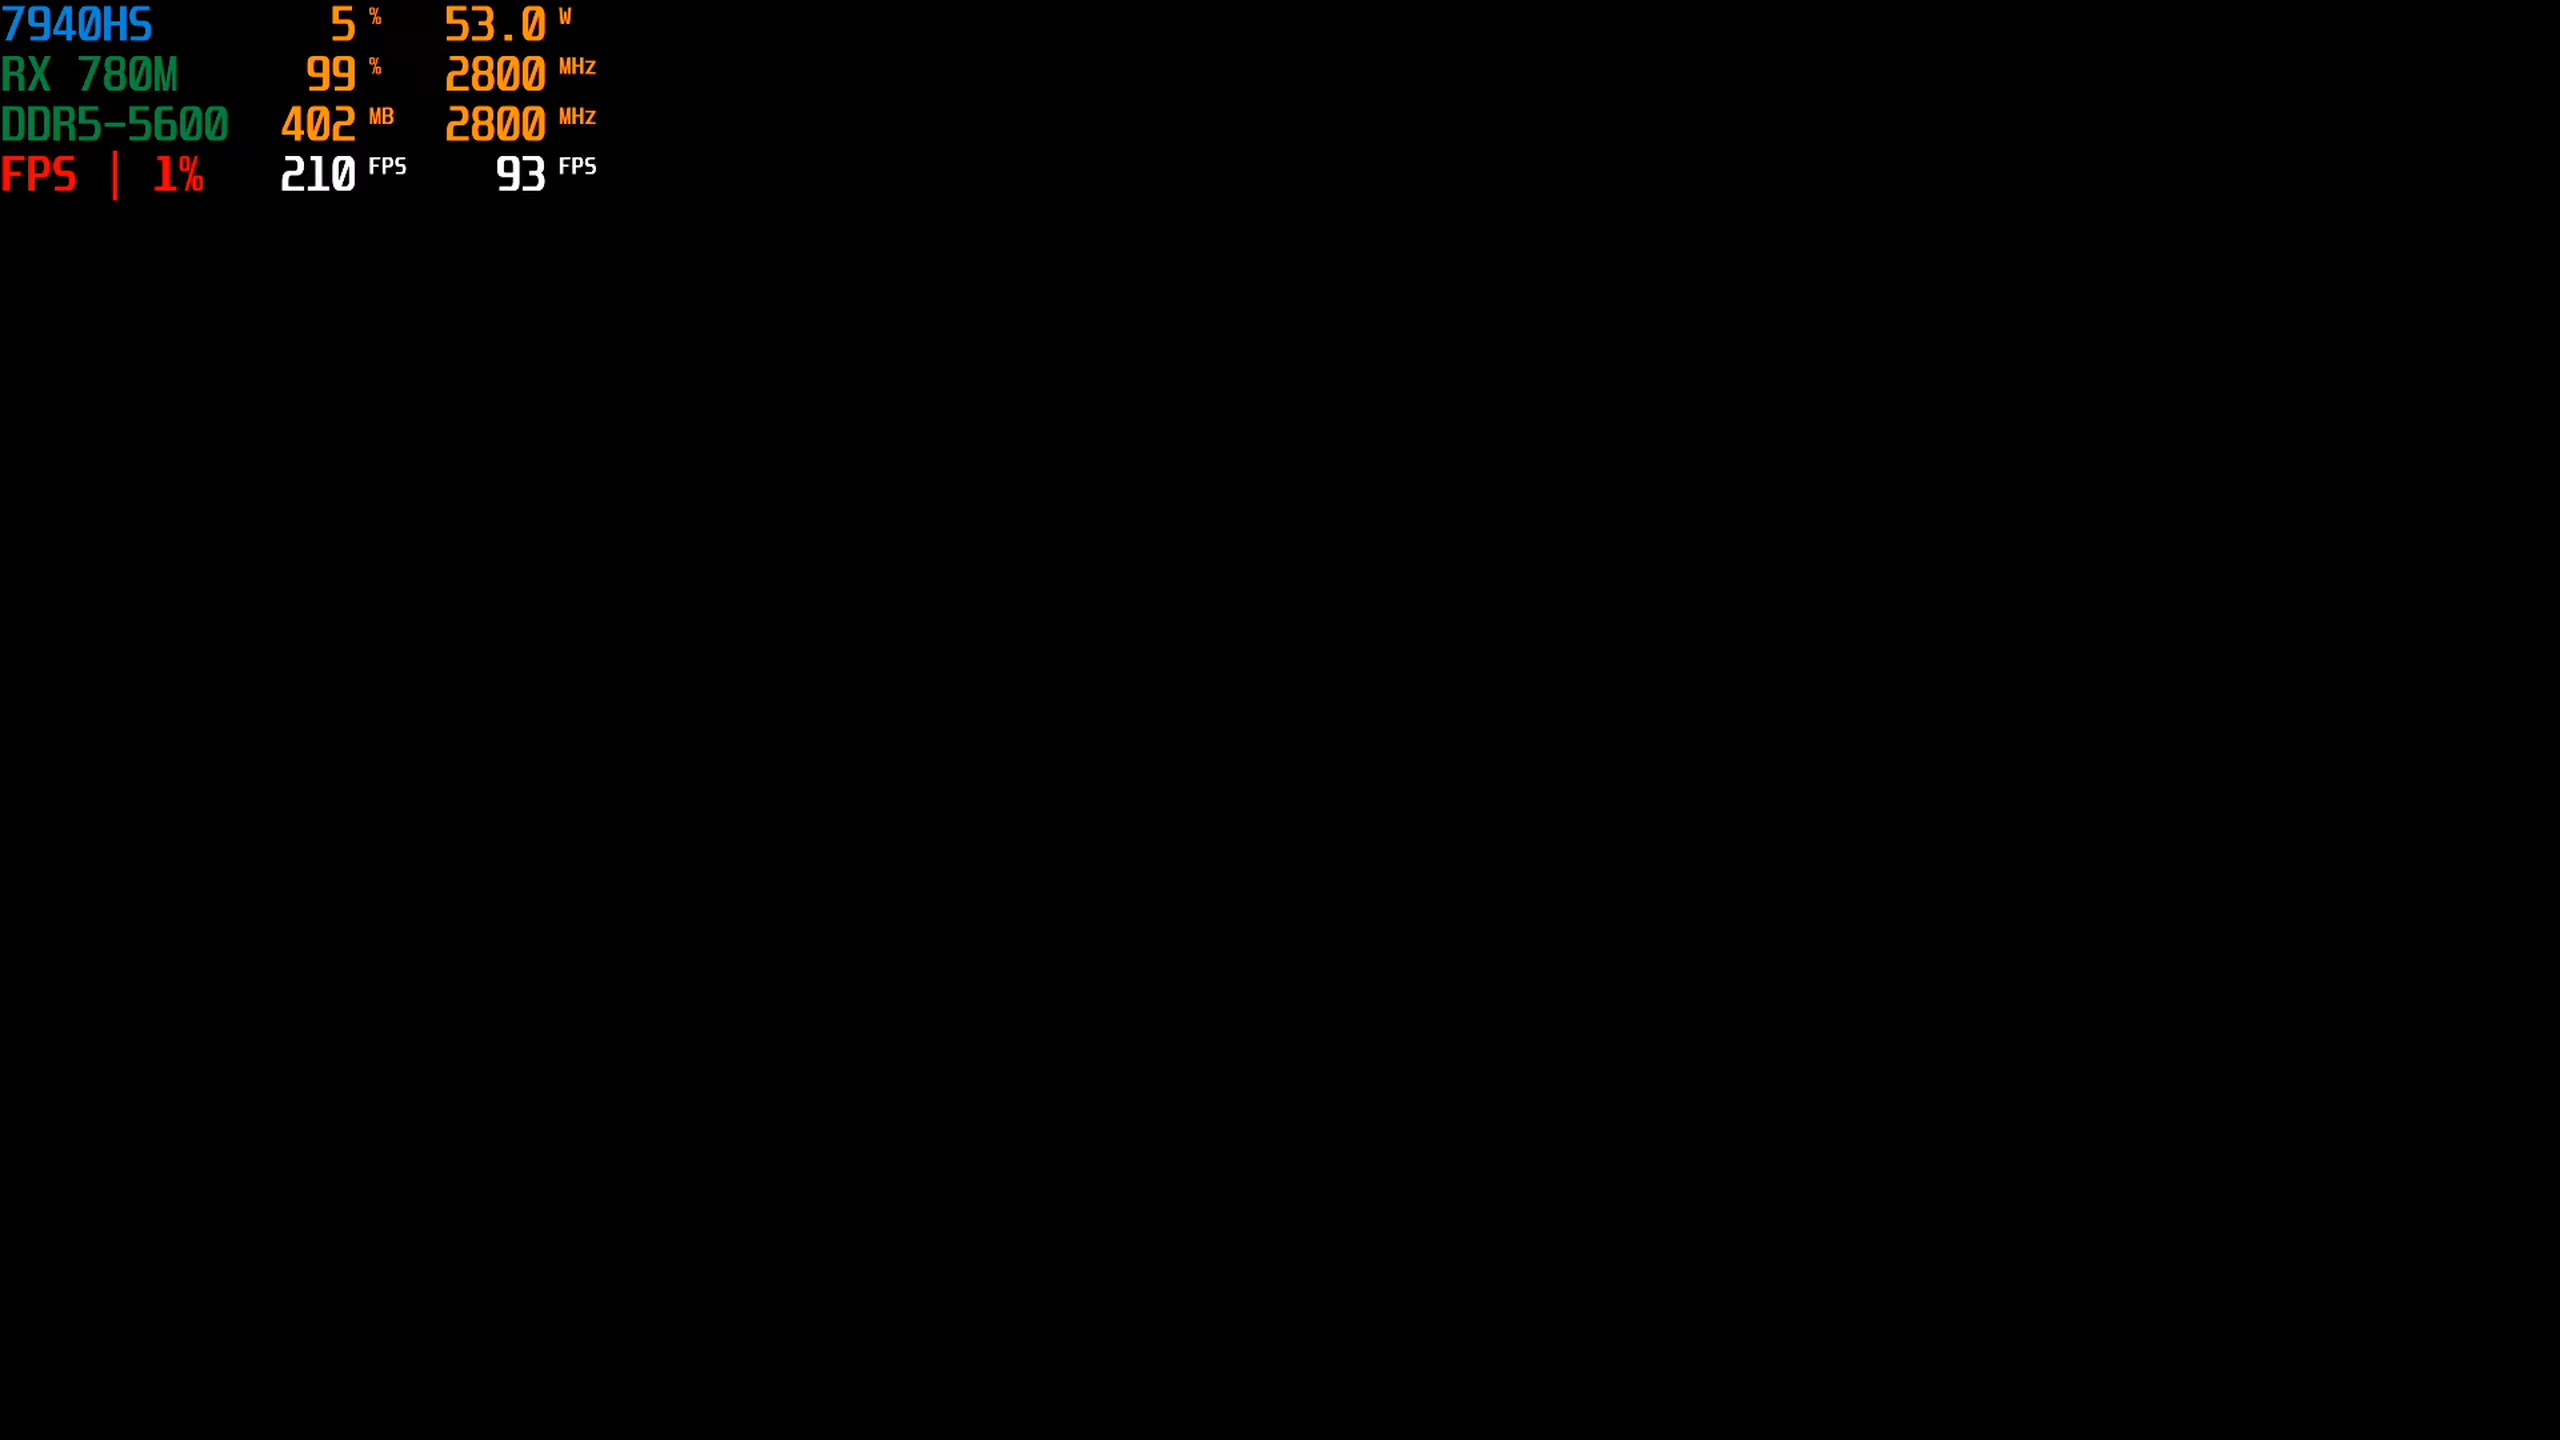 7940HS 5 % 53.0 W
RX 780M 99 % 2800 MHz
DDR5-5600 402 MB 2800 MHz
FPS | 1% 210 FPS 93 FPS